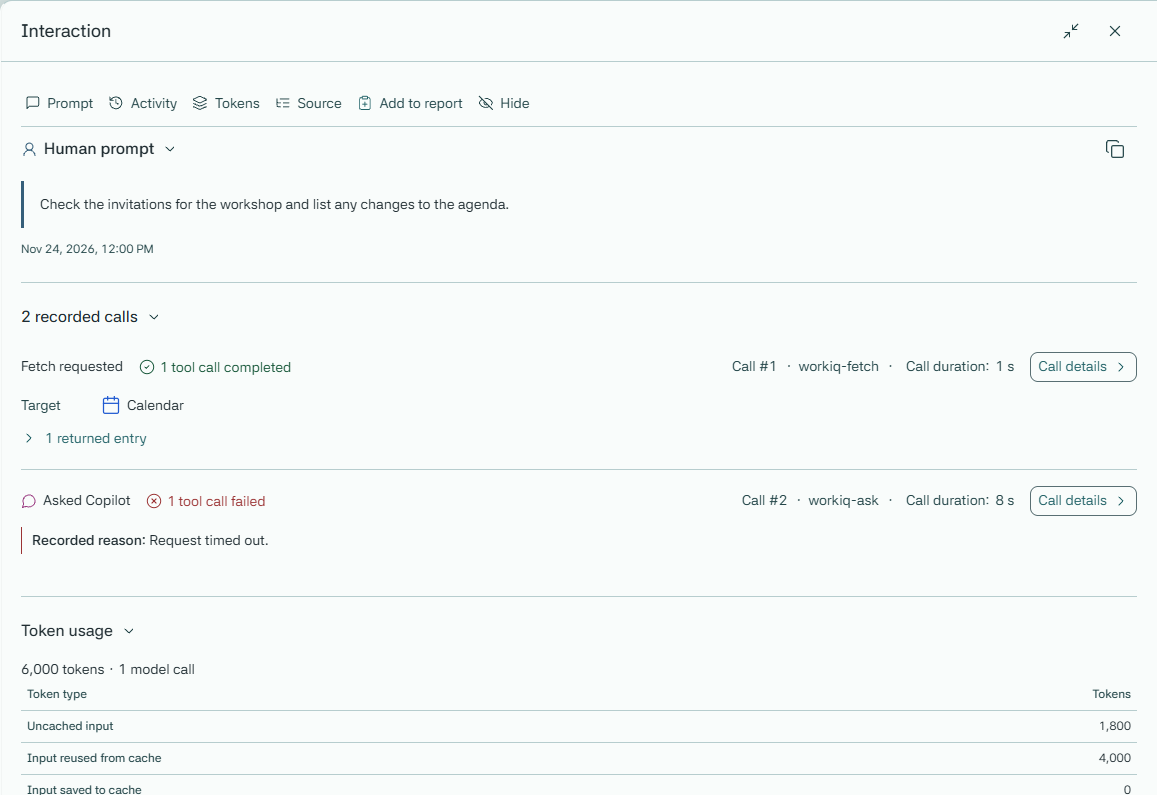 Interaction
Prompt Activity Tokens Source Add to report Hide
Human prompt
Check the invitations for the workshop and list any changes to the agenda.
Nov 24, 2026, 12:00 PM
2 recorded calls
Fetch requested 1 tool call completed Call #1 · workiq-fetch · Call duration: 1 s Call details
Target Calendar
1 returned entry
Asked Copilot 1 tool call failed Call #2 · workiq-ask · Call duration: 8 s Call details
Recorded reason: Request timed out.
Token usage
6,000 tokens · 1 model call
Token type Tokens
Uncached input 1,800
Input reused from cache 4,000
Input saved to cache 0